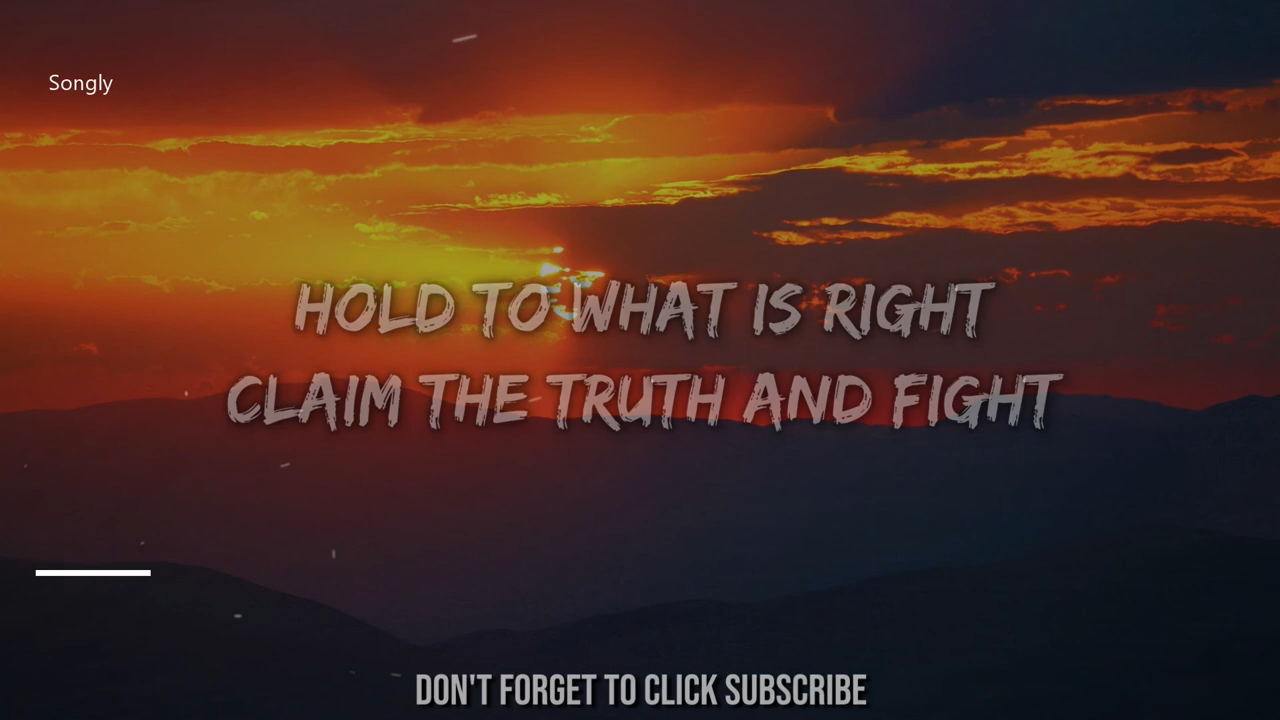 Songly
HOLD TO WHAT IS RIGHT
CLAIM THE TRUTH AND FIGHT
DON'T FORGET TO CLICK SUBSCRIBE